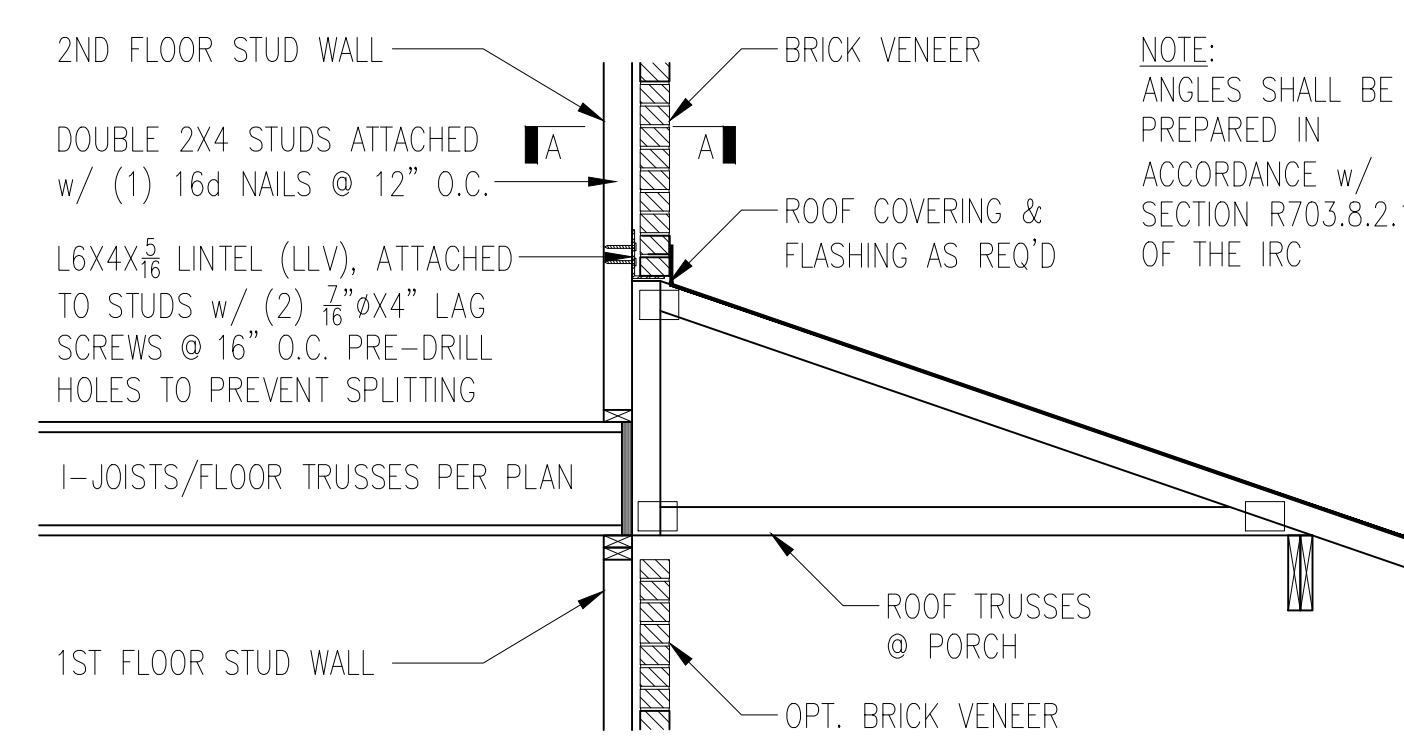 2ND FLOOR STUD WALL
DOUBLE 2X4 STUDS ATTACHED
w/ (1) 16d NAILS @ 12" O.C.
L6X4X5/16 LINTEL (LLV), ATTACHED
TO STUDS w/ (2) 7/16"øX4" LAG
SCREWS @ 16" O.C. PRE-DRILL
HOLES TO PREVENT SPLITTING
I-JOISTS/FLOOR TRUSSES PER PLAN
1ST FLOOR STUD WALL
A
A
BRICK VENEER
ROOF COVERING &
FLASHING AS REQ'D
ROOF TRUSSES
@ PORCH
OPT. BRICK VENEER
NOTE:
ANGLES SHALL BE
PREPARED IN
ACCORDANCE w/
SECTION
OF THE IRC